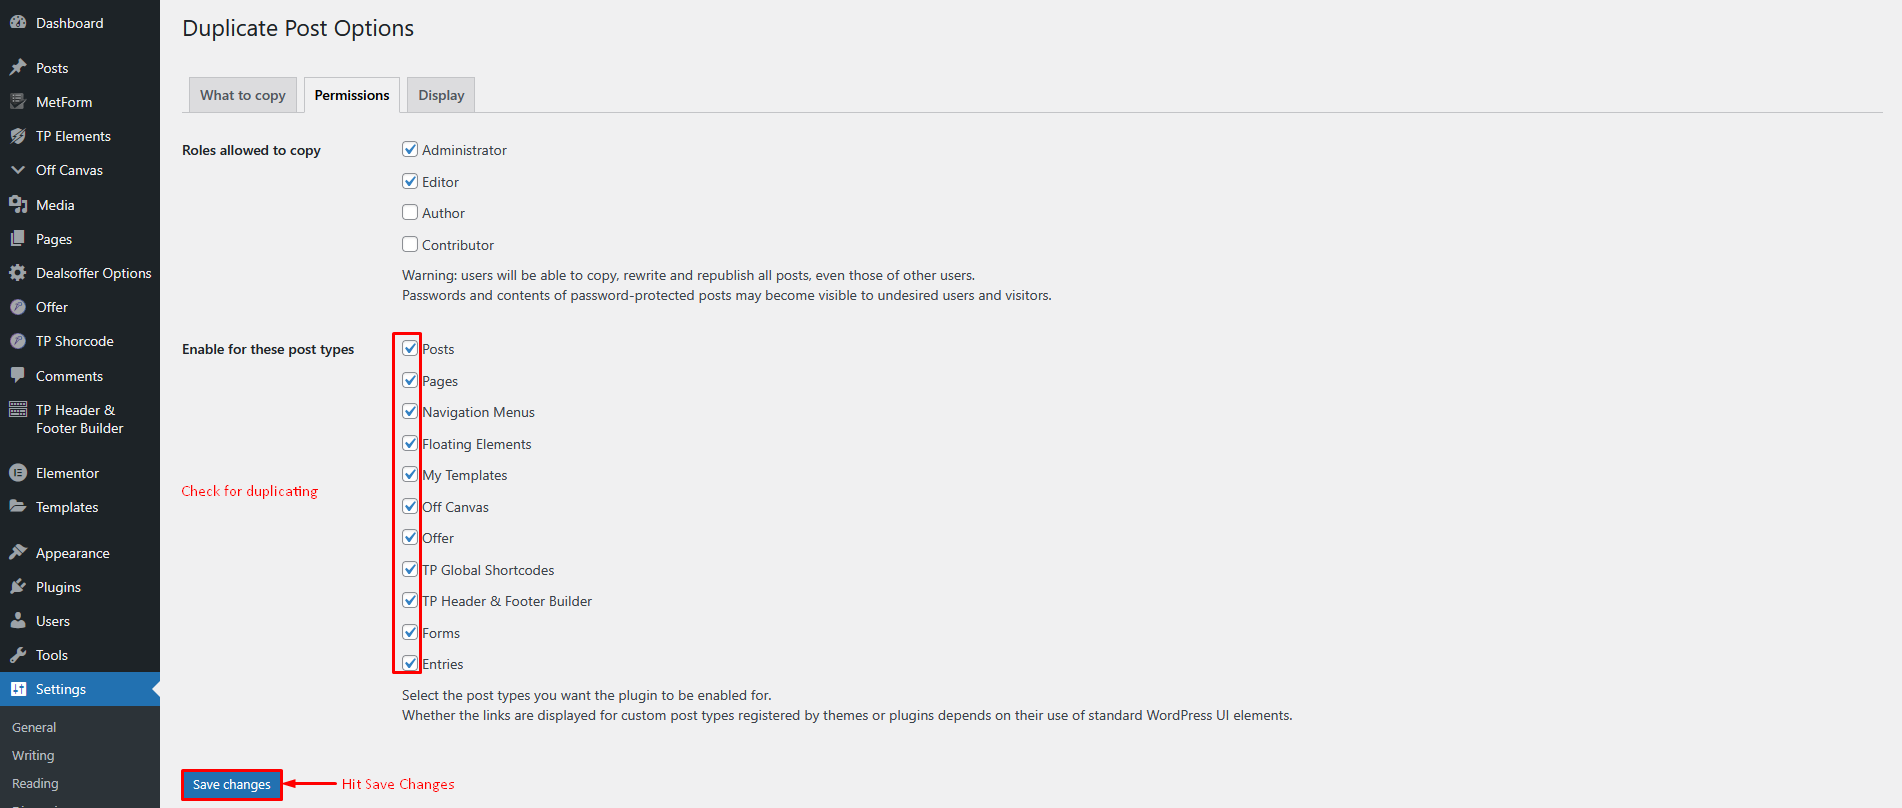 Dashboard
Posts
MetForm
TP Elements
Off Canvas
Media
Pages
Dealsoffer Options
Offer
TP Shorcode
Comments
TP Header &
Footer Builder
Elementor
Templates
Appearance
Plugins
Users
Tools
Settings
General
Writing
Reading
Duplicate Post Options
What to copy
Permissions
Display
Roles allowed to copy
Administrator
Editor
Author
Contributor
Warning: users will be able to copy, rewrite and republish all posts, even those of other users.
Passwords and contents of password-protected posts may become visible to undesired users and visitors.
Enable for these post types
Posts
Pages
Navigation Menus
Floating Elements
My Templates
Off Canvas
Offer
TP Global Shortcodes
TP Header & Footer Builder
Forms
Entries
Check for duplicating
Select the post types you want the plugin to be enabled for.
Whether the links are displayed for custom post types registered by themes or plugins depends on their use of standard WordPress UI elements.
Save changes
Hit Save Changes